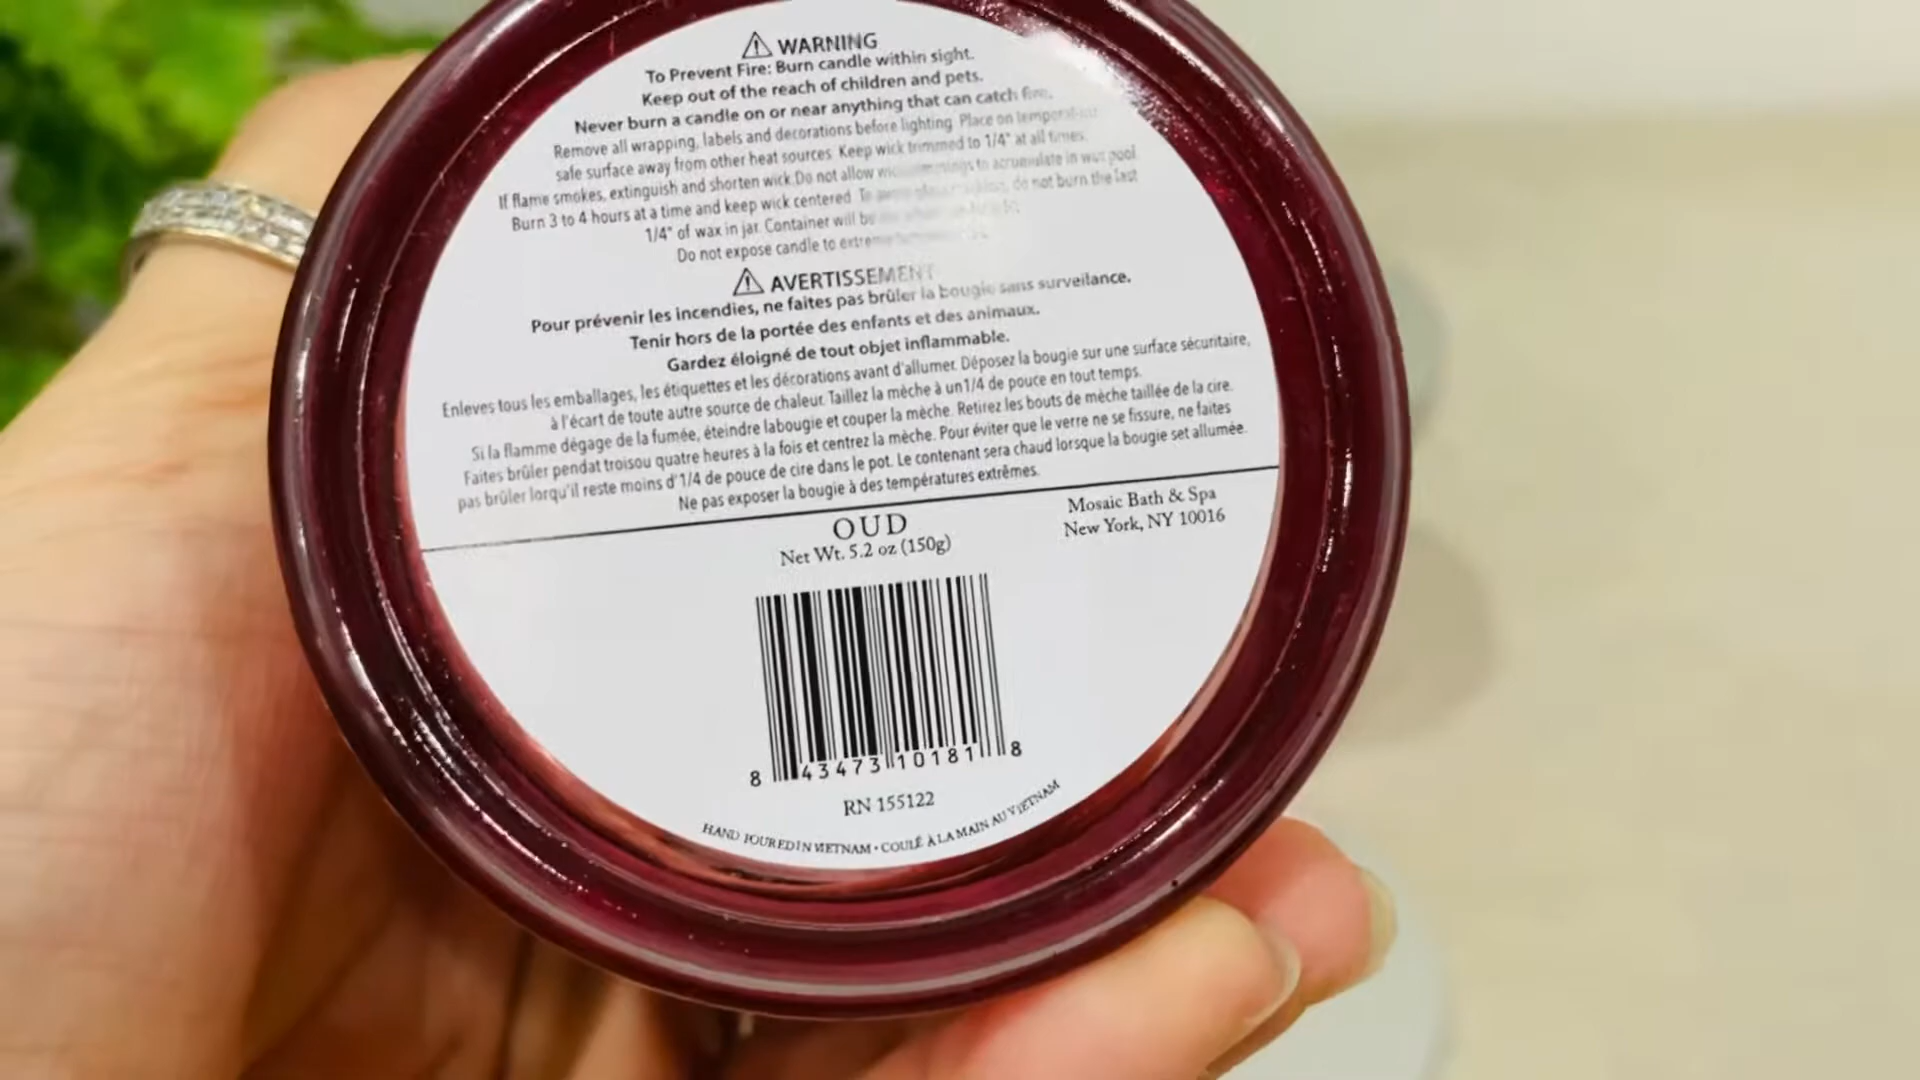 WARNING
To Prevent Fire: Burn candle within sight.
Keep out of the reach of children and pets.
Never burn a candle on or near anything that can catch fire.
Remove all wrapping, labels and decorations before lighting. Place on
safe surface away from other heat sources. Keep wick trimmed to 1/4" at all times.
If flame smokes, extinguish and shorten wick.Do not allow to accumulate in wax pool.
Burn 3 to 4 hours at a time and keep wick centered. To do not burn the last
1/4" of wax in jar. Container will be
Do not expose candle to extreme
AVERTISSEMENT
Pour prévenir les incendies, ne faites pas brûler la bougie sans surveilance.
Tenir hors de la portée des enfants et des animaux.
Gardez éloigné de tout objet inflammable.
Enleves tous les emballages, les étiquettes et les décorations avant d'allumer. Déposez la bougie sur une surface sécuritaire,
à l'écart de toute autre source de chaleur. Taillez la mèche à un1/4 de pouce en tout temps.
Si la flamme dégage de la fumée, éteindre labougie et couper la mèche. Retirez les bouts de mèche taillée de la cire.
Faites brûler pendat troisou quatre heures à la fois et centrez la mèche. Pour éviter que le verre ne se fissure, ne faites
pas brûler lorqu'il reste moins d'1/4 de pouce de cire dans le pot. Le contenant sera chaud lorsque la bougie set allumée.
Ne pas exposer la bougie à des températures extrêmes.
OUD
Net Wt. 5.2 oz (150g)
Mosaic Bath & Spa
New York, NY 10016
8 43473 10181 8
RN 155122
HAND POURED IN VIETNAM • COULÉ À LA MAIN AU VIETNAM